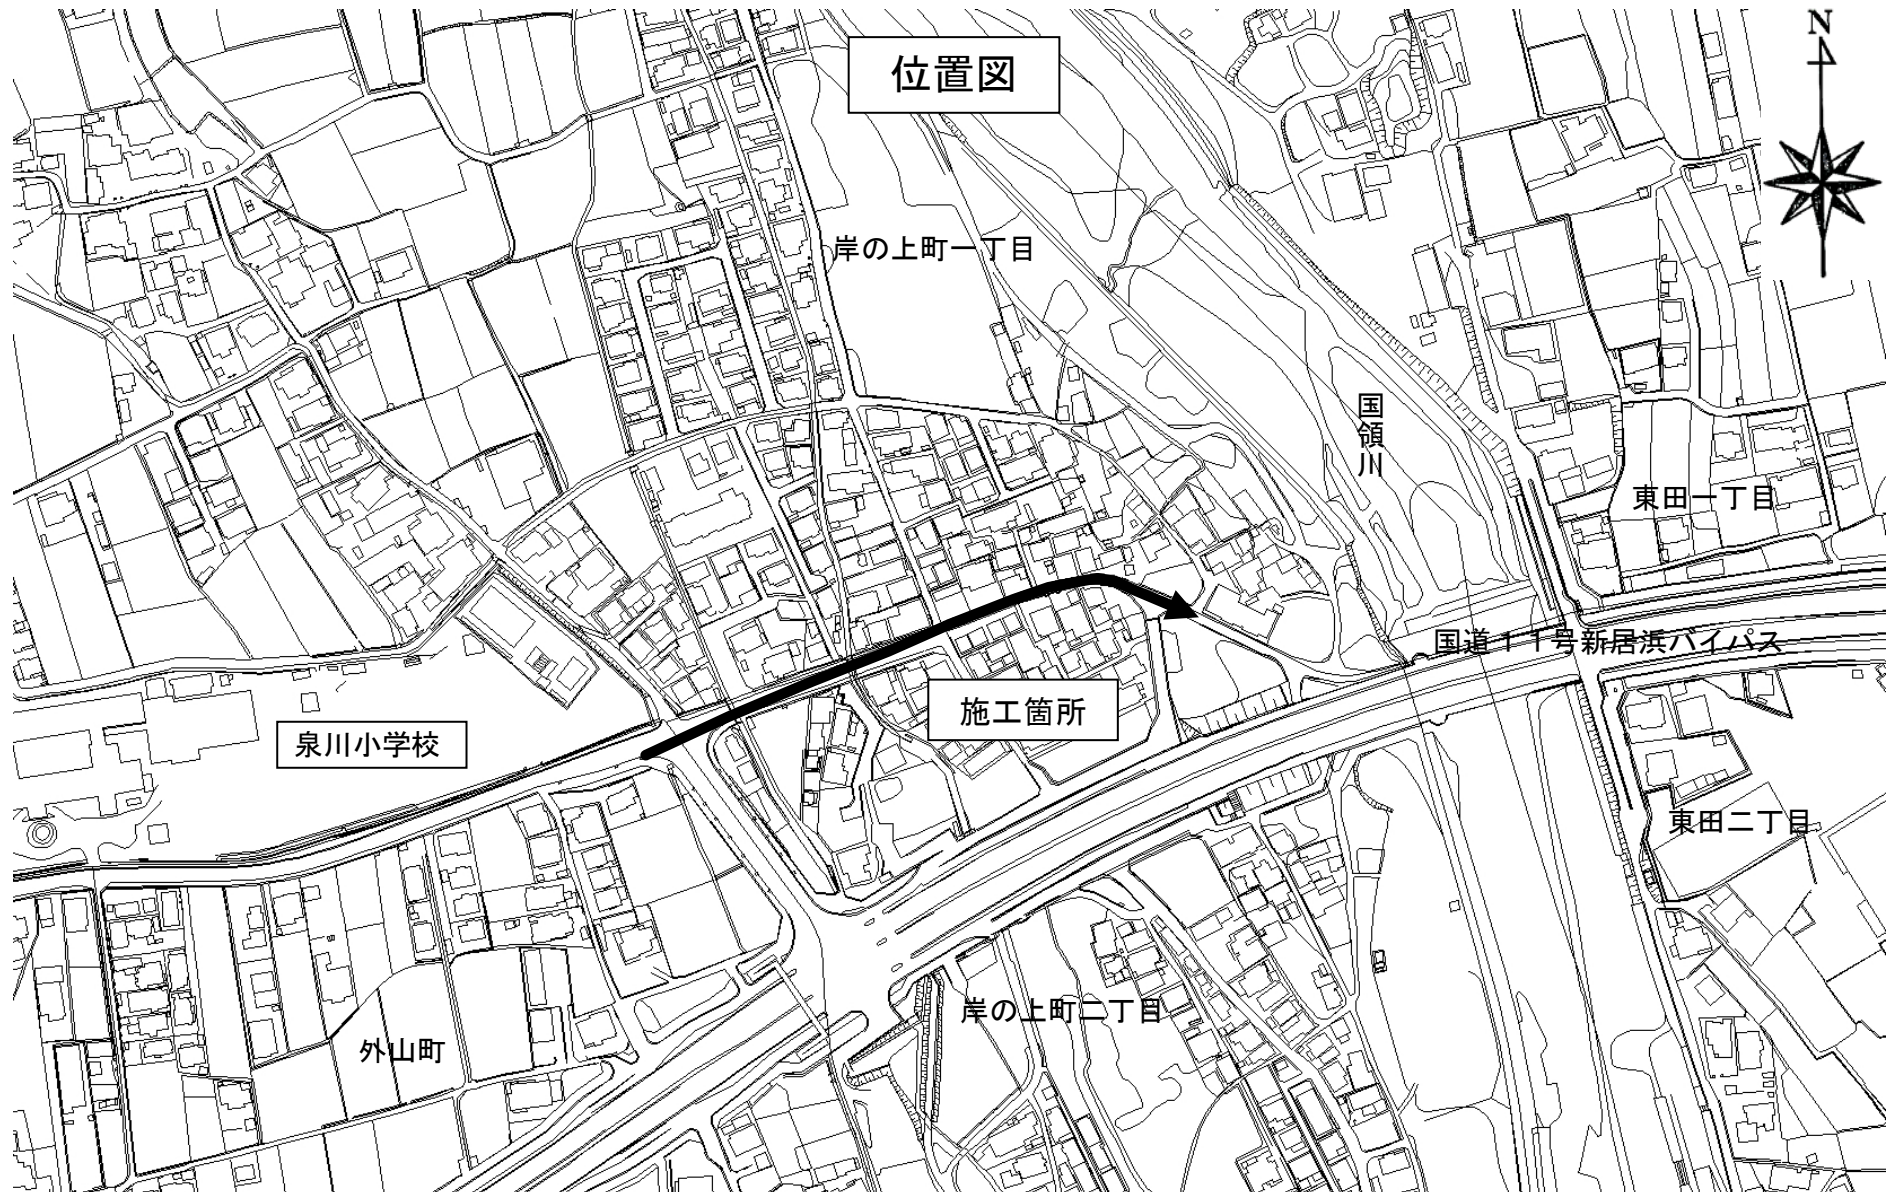 N
位置図
岸の上町一丁目
国領川
東田一丁目
国道１１号新居浜バイパス
施工箇所
泉川小学校
東田二丁目
岸の上町二丁目
外山町